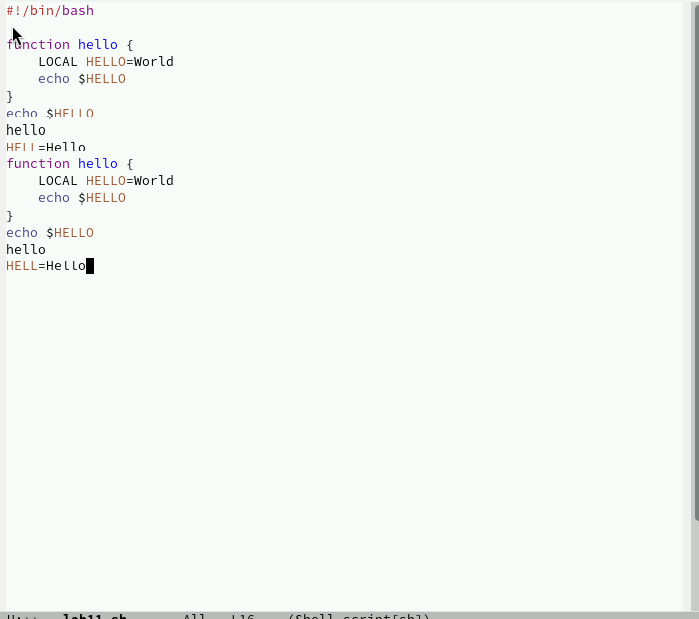 #!/bin/bash
function hello {
    LOCAL HELLO=World
    echo $HELLO
}
echo $HELLO
hello
HELL=Hello
function hello {
    LOCAL HELLO=World
    echo $HELLO
}
echo $HELLO
hello
HELL=Hello
U:**- lab11.sh All L16 (Shell-script[sh])